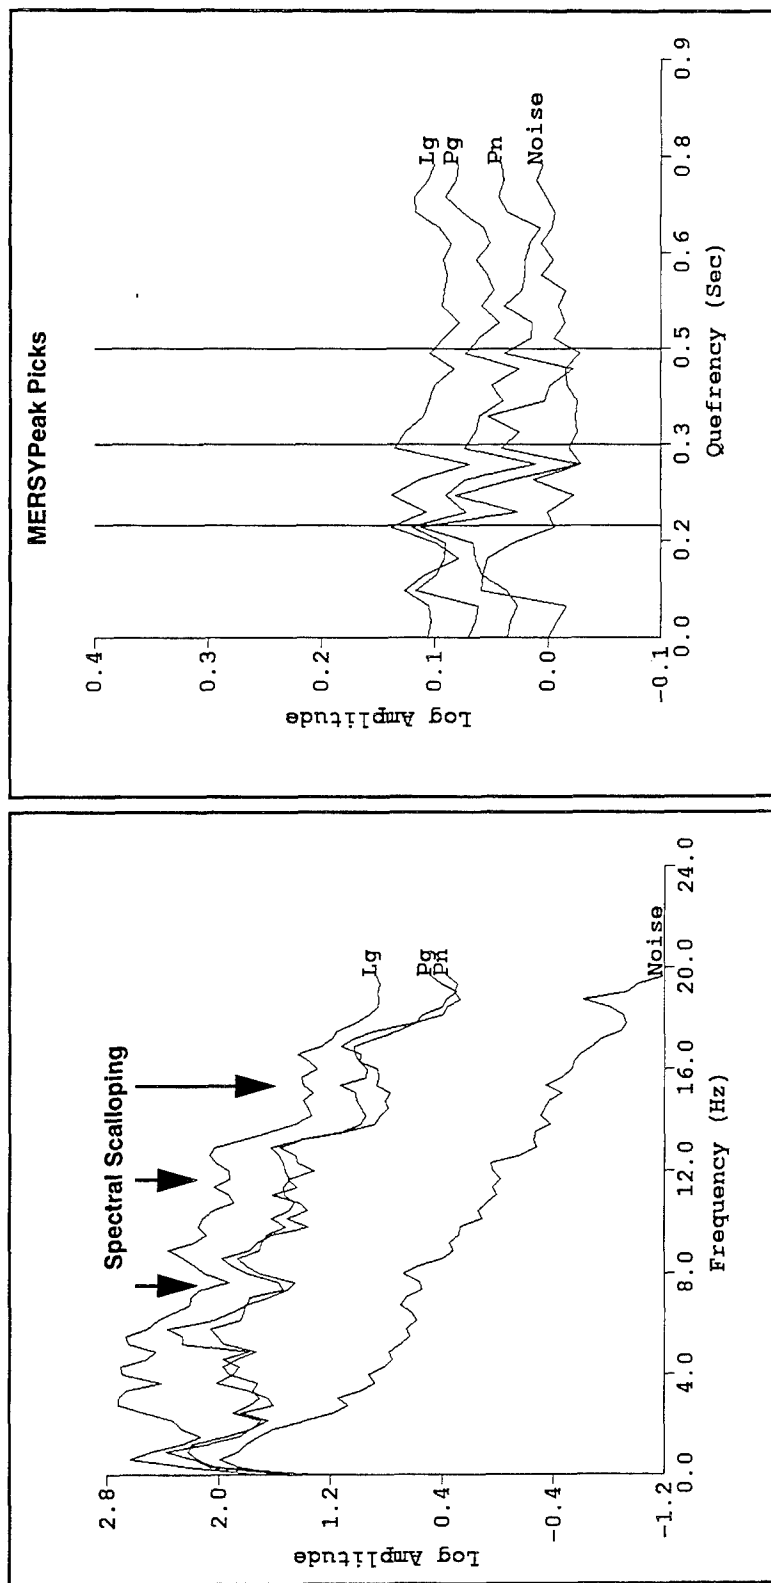 Spectral Scalloping
Log Amplitude
2.8
2.0
1.2
0.4
-0.4
-1.2
0.0
4.0
8.0
12.0
16.0
20.0
24.0
Frequency (Hz)
Lg
Pg
Pn
Noise
MERSYPeak Picks
Log Amplitude
0.4
0.3
0.2
0.1
0.0
-0.1
0.0
0.2
0.3
0.5
0.6
0.8
0.9
Quefrency (Sec)
Lg
Pg
Pn
Noise